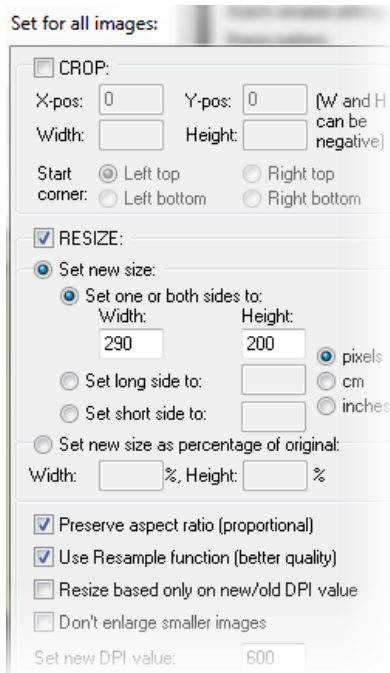 Set for all images:
CROP:
X-pos: 0 Y-pos: 0 (W and H
can be
Width: Height: negative)
Start Left top Right top
corner: Left bottom Right bottom
RESIZE:
Set new size:
Set one or both sides to:
Width: Height:
290 200
pixels
Set long side to: cm
Set short side to: inches
Set new size as percentage of original:
Width: %, Height: %
Preserve aspect ratio (proportional)
Use Resample function (better quality)
Resize based only on new/old DPI value
Don't enlarge smaller images
Set new DPI value: 600